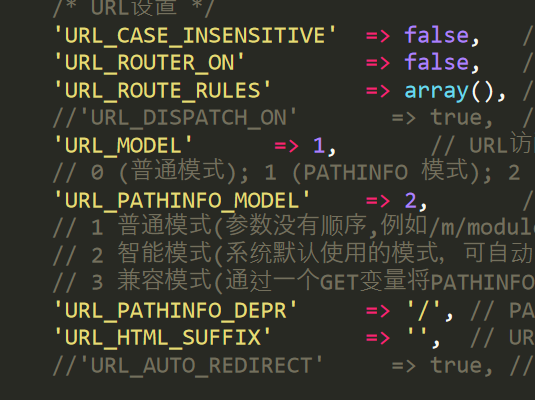 /* URL设置 */
'URL_CASE_INSENSITIVE' => false, /
'URL_ROUTER_ON' => false, /
'URL_ROUTE_RULES' => array(), /
//'URL_DISPATCH_ON' => true, /
'URL_MODEL' => 1, // URL访
// 0 (普通模式); 1 (PATHINFO 模式); 2
'URL_PATHINFO_MODEL' => 2, /
// 1 普通模式(参数没有顺序,例如/m/modul
// 2 智能模式(系统默认使用的模式，可自动
// 3 兼容模式(通过一个GET变量将PATHINFO
'URL_PATHINFO_DEPR' => '/', // PA
'URL_HTML_SUFFIX' => '', // UR
//'URL_AUTO_REDIRECT' => true, //